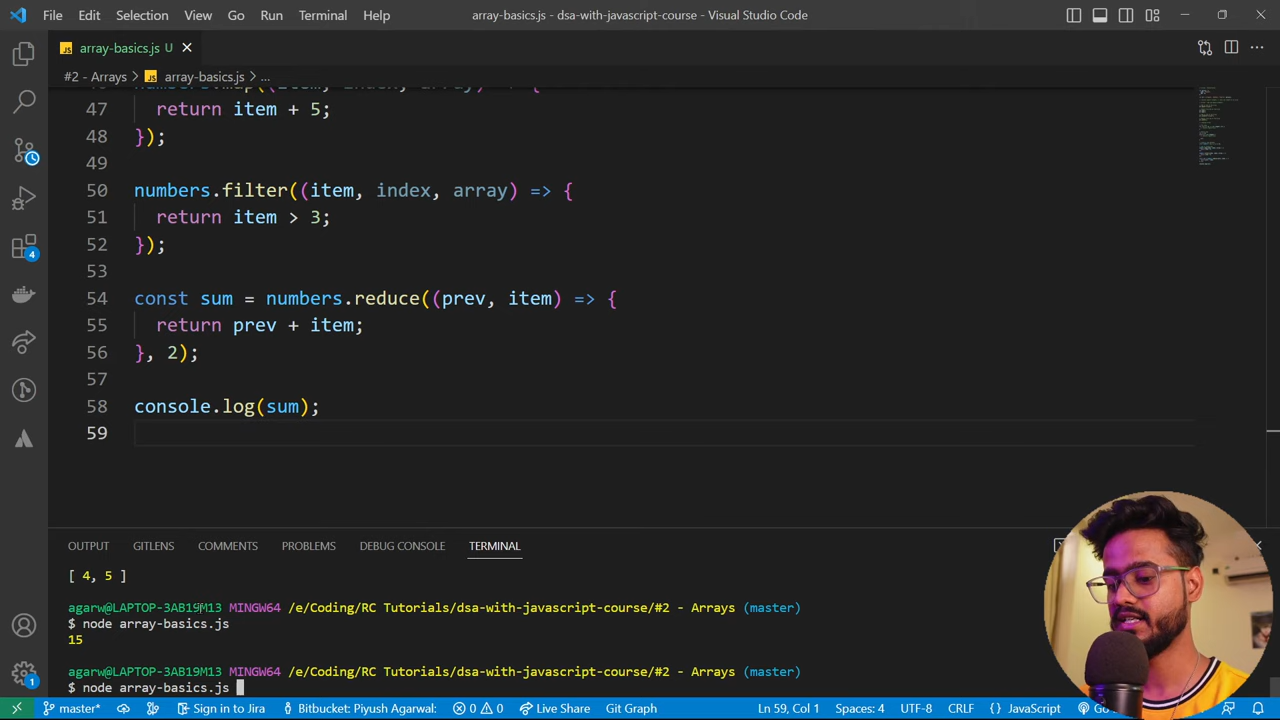 File Edit Selection View Go Run Terminal Help array-basics.js - dsa-with-javascript-course - Visual Studio Code
JS array-basics.js U
#2 - Arrays > JS array-basics.js > ...
47 return item + 5;
48 });
49
50 numbers.filter((item, index, array) => {
51 return item > 3;
52 });
53
54 const sum = numbers.reduce((prev, item) => {
55 return prev + item;
56 }, 2);
57
58 console.log(sum);
59
OUTPUT GITLENS COMMENTS PROBLEMS DEBUG CONSOLE TERMINAL
[ 4, 5 ]
agarw@LAPTOP-3AB19M13 MINGW64 /e/Coding/RC Tutorials/dsa-with-javascript-course/#2 - Arrays (master)
$ node array-basics.js
15
agarw@LAPTOP-3AB19M13 MINGW64 /e/Coding/RC Tutorials/dsa-with-javascript-course/#2 - Arrays (master)
$ node array-basics.js
4
1
master* Sign in to Jira Bitbucket: Piyush Agarwal: 0 0 Live Share Git Graph Ln 59, Col 1 Spaces: 4 UTF-8 CRLF {} JavaScript